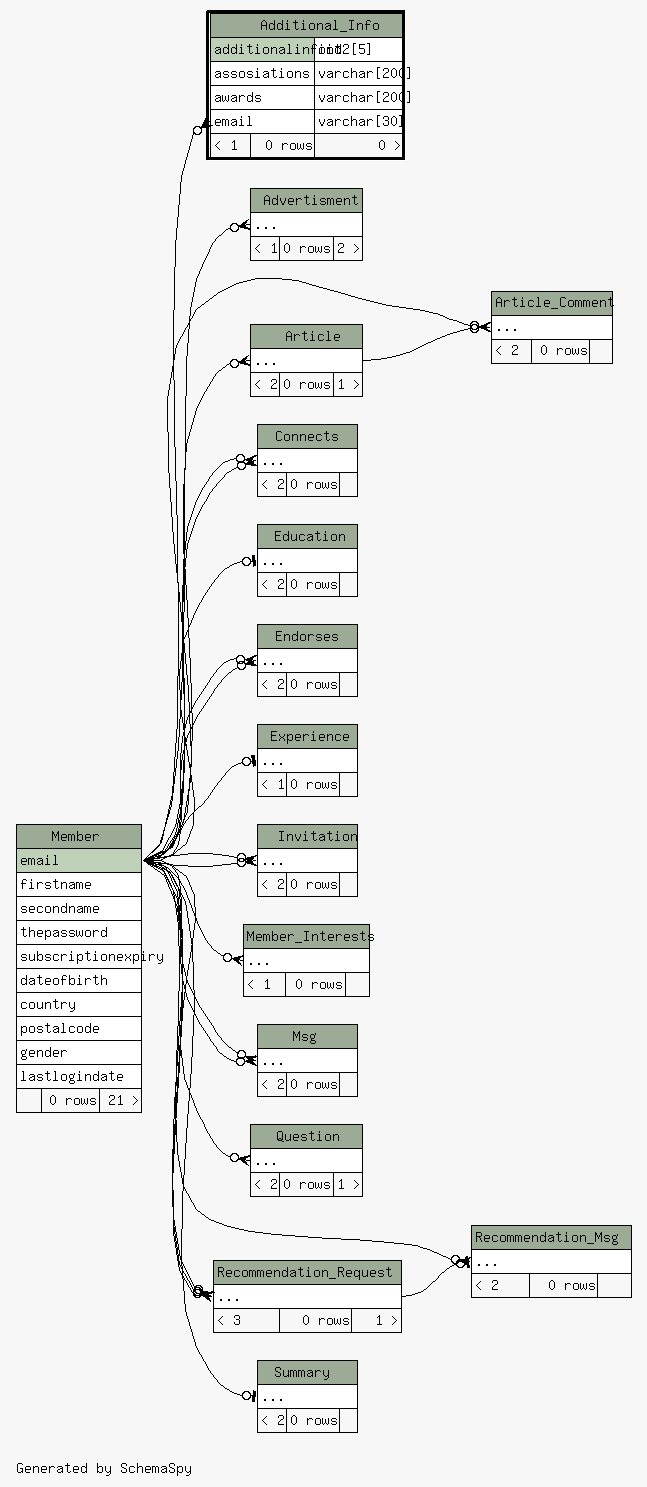 Additional_Info
additionalinfoid int2[5]
assosiations varchar[200]
awards varchar[200]
email varchar[30]
< 1 0 rows 0 >
Advertisment
...
< 1 0 rows 2 >
Article_Comment
...
< 2 0 rows
Article
...
< 2 0 rows 1 >
Connects
...
< 2 0 rows
Education
...
< 2 0 rows
Endorses
...
< 2 0 rows
Experience
...
< 1 0 rows
Member
email
firstname
secondname
thepassword
subscriptionexpiry
dateofbirth
country
postalcode
gender
lastlogindate
0 rows 21 >
Invitation
...
< 2 0 rows
Member_Interests
...
< 1 0 rows
Msg
...
< 2 0 rows
Question
...
< 2 0 rows 1 >
Recommendation_Msg
...
< 2 0 rows
Recommendation_Request
...
< 3 0 rows 1 >
Summary
...
< 2 0 rows
Generated by SchemaSpy